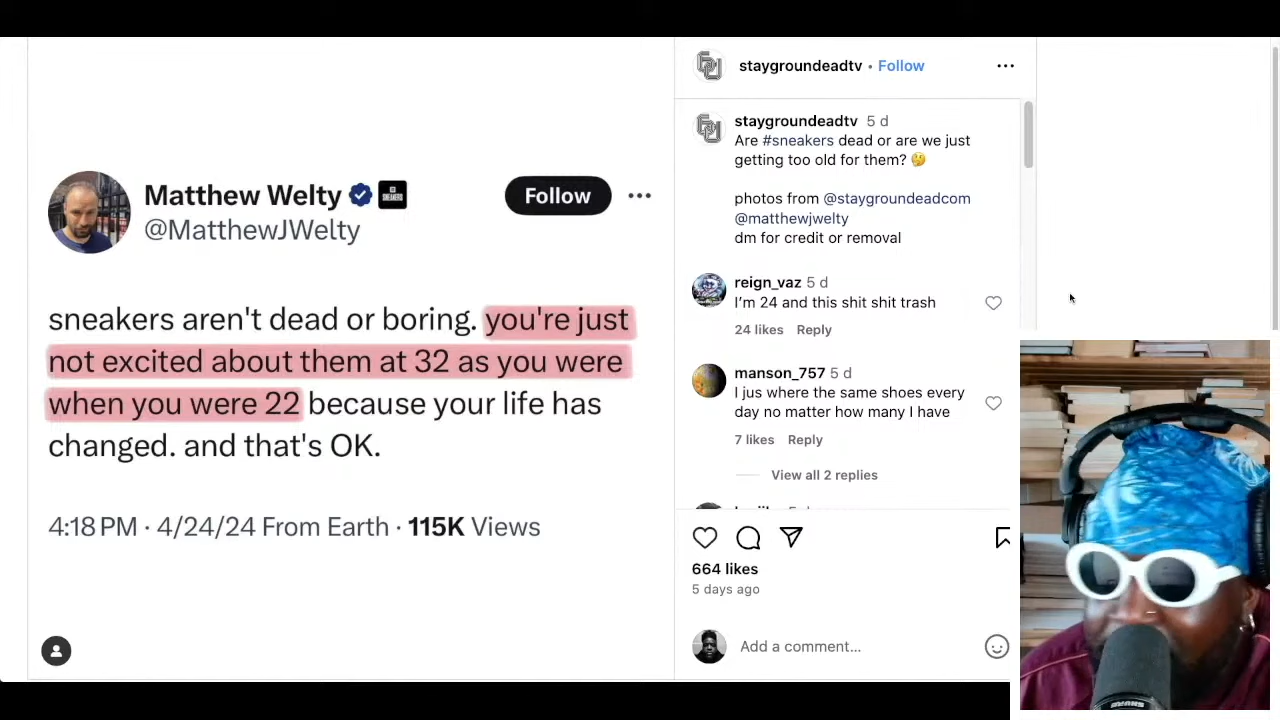 Matthew Welty
@MatthewJWelty
Follow
sneakers aren't dead or boring. you're just
not excited about them at 32 as you were
when you were 22 because your life has
changed. and that's OK.
4:18 PM · 4/24/24 From Earth · 115K Views
staygroundeadtv • Follow
staygroundeadtv 5 d
Are #sneakers dead or are we just
getting too old for them? 🤔
photos from @staygroundeadcom
@matthewjwelty
dm for credit or removal
reign_vaz 5 d
I'm 24 and this shit shit trash
24 likes Reply
manson_757 5 d
I jus where the same shoes every
day no matter how many I have
7 likes Reply
View all 2 replies
664 likes
5 days ago
Add a comment...
SHURE